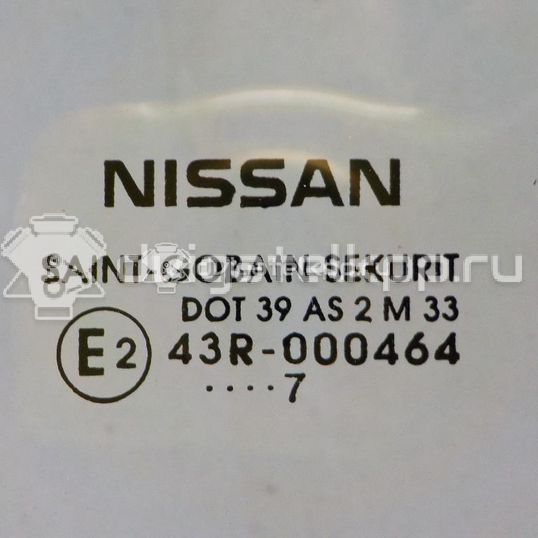 NISSAN
SAINT-GOBAIN SEKURIT
DOT 39 AS 2 M 33
E2 43R-000464
....7